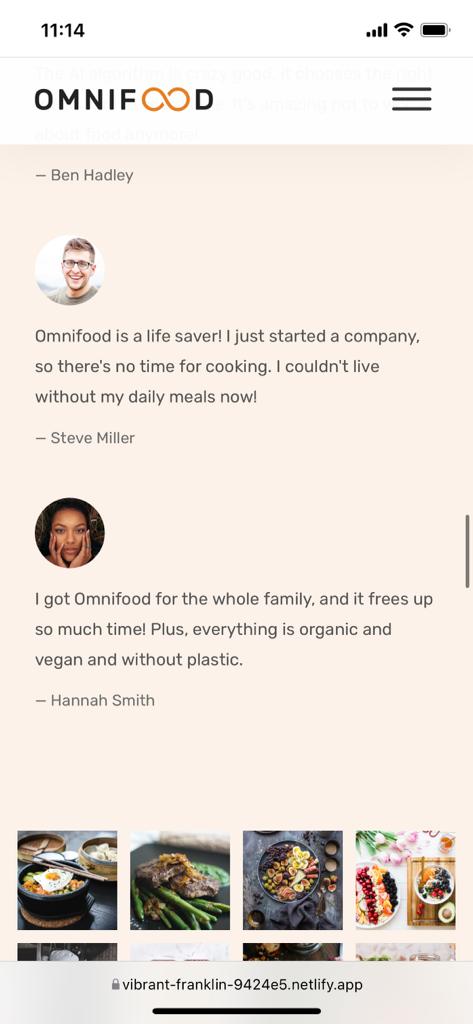 11:14
The AI algorithm is crazy good, it chooses the right
OMNIFOOD
It's amazing not to
about food anymore!
– Ben Hadley
Omnifood is a life saver! I just started a company,
so there's no time for cooking. I couldn't live
without my daily meals now!
– Steve Miller
I got Omnifood for the whole family, and it frees up
so much time! Plus, everything is organic and
vegan and without plastic.
– Hannah Smith
vibrant-franklin-9424e5.netlify.app